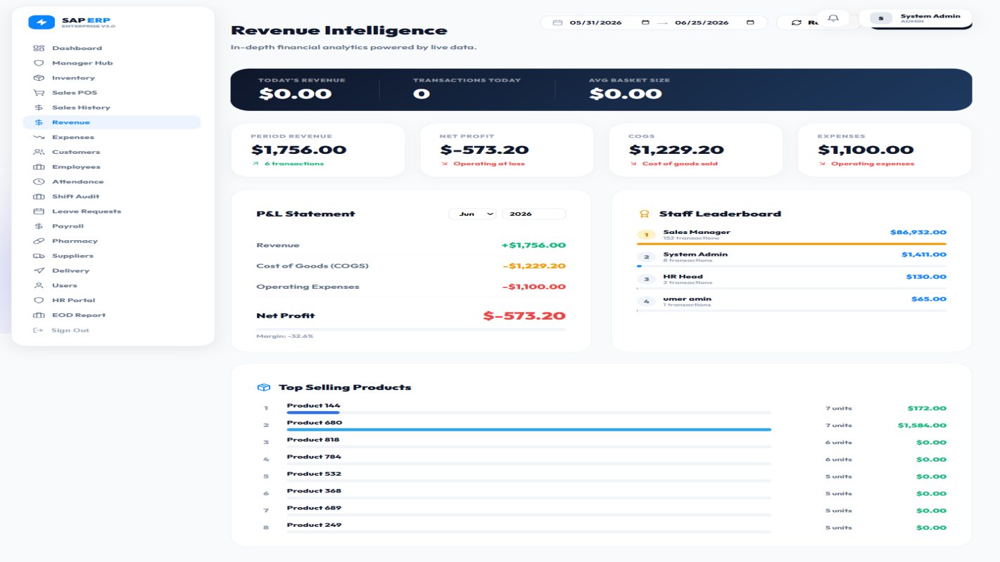 SAP ERP
ENTERPRISE V2.0
Dashboard
Manager Hub
Inventory
Sales POS
Sales History
Revenue
Expenses
Customers
Employees
Attendance
Shift Audit
Leave Requests
Payroll
Pharmacy
Suppliers
Delivery
Users
HR Portal
EOD Report
Sign Out
Revenue Intelligence
In-depth financial analytics powered by live data.
05/31/2026 → 06/25/2026
S
System Admin
ADMIN
TODAY'S REVENUE
$0.00
TRANSACTIONS TODAY
0
AVG BASKET SIZE
$0.00
PERIOD REVENUE
$1,756.00
6 transactions
NET PROFIT
$-573.20
Operating at loss
COGS
$1,229.20
Cost of goods sold
EXPENSES
$1,100.00
Operating expenses
P&L Statement
Jun 2026
Revenue +$1,756.00
Cost of Goods (COGS) -$1,229.20
Operating Expenses -$1,100.00
Net Profit $-573.20
Margin: -32.6%
Staff Leaderboard
1 Sales Manager $86,932.00
152 transactions
2 System Admin $1,411.00
8 transactions
3 HR Head $130.00
2 transactions
4 umer amin $65.00
1 transactions
Top Selling Products
1 Product 144 7 units $172.00
2 Product 680 7 units $1,584.00
3 Product 818 6 units $0.00
4 Product 784 6 units $0.00
5 Product 532 5 units $0.00
6 Product 368 5 units $0.00
7 Product 689 5 units $0.00
8 Product 249 5 units $0.00